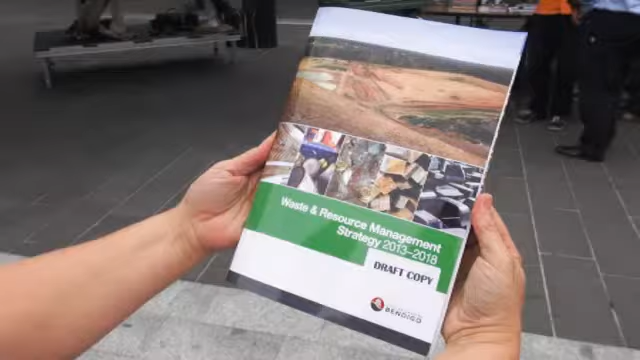 Waste & Resource Management
Strategy 2013–2018
DRAFT COPY
BENDIGO